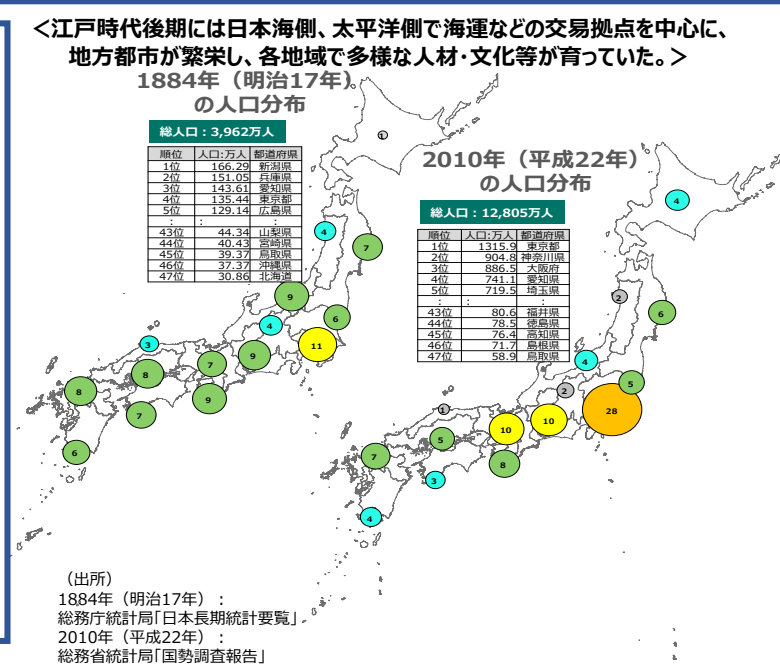 ＜江戸時代後期には日本海側、太平洋側で海運などの交易拠点を中心に、
地方都市が繁栄し、各地域で多様な人材・文化等が育っていた。＞
1884年（明治17年）
の人口分布
総人口：3,962万人
順位 人口:万人 都道府県
1位 166.29 新潟県
2位 151.05 兵庫県
3位 143.61 愛知県
4位 135.44 東京都
5位 129.14 広島県
： ： ：
43位 44.34 山梨県
44位 40.43 宮崎県
45位 39.37 鳥取県
46位 37.37 沖縄県
47位 30.86 北海道
1
4
7
9
6
4
11
3
8
7
9
8
7
9
6
2010年（平成22年）
の人口分布
総人口：12,805万人
順位 人口:万人 都道府県
1位 1315.9 東京都
2位 904.8 神奈川県
3位 886.5 大阪府
4位 741.1 愛知県
5位 719.5 埼玉県
： ： ：
43位 80.6 福井県
44位 78.5 徳島県
45位 76.4 高知県
46位 71.7 島根県
47位 58.9 鳥取県
4
2
6
4
5
2
28
1
10
10
5
7
8
3
4
（出所）
1884年（明治17年）：
総務庁統計局「日本長期統計要覧」
2010年（平成22年）：
総務省統計局「国勢調査報告」